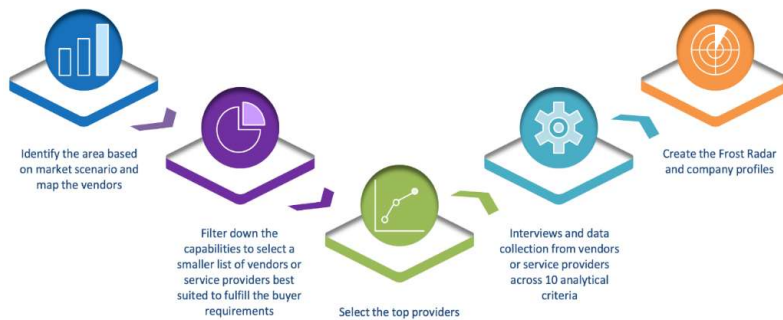 Identify the area based
on market scenario and
map the vendors
Filter down the
capabilities to select a
smaller list of vendors or
service providers best
suited to fulfill the buyer
requirements
Select the top providers
Interviews and data
collection from vendors
or service providers
across 10 analytical
criteria
Create the Frost Radar
and company profiles